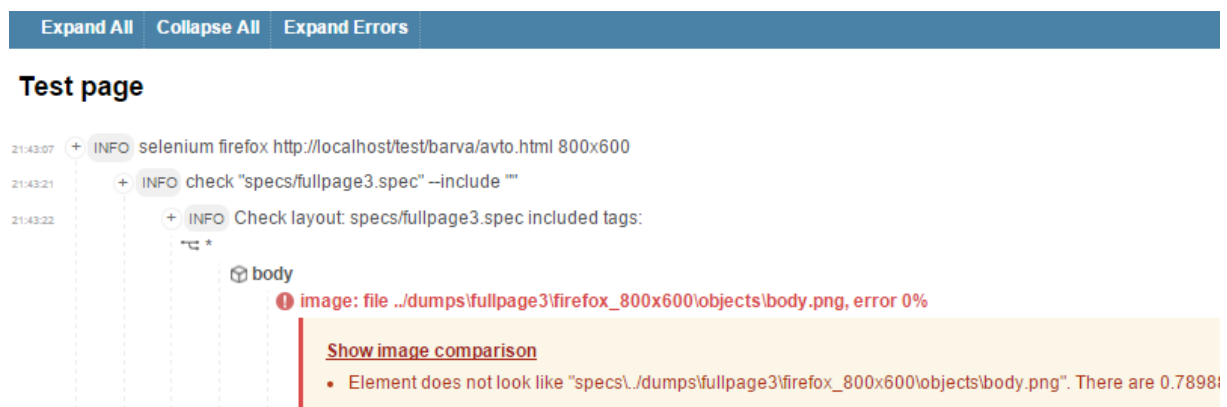 Expand All Collapse All Expand Errors
Test page
21:43:07 + INFO selenium firefox http://localhost/test/barva/avto.html 800x600
21:43:21 + INFO check "specs/fullpage3.spec" --include ""
21:43:22 + INFO Check layout: specs/fullpage3.spec included tags:
*
body
image: file ../dumps\fullpage3\firefox_800x600\objects\body.png, error 0%
Show image comparison
• Element does not look like "specs\../dumps\fullpage3\firefox_800x600\objects\body.png". There are 0.7898